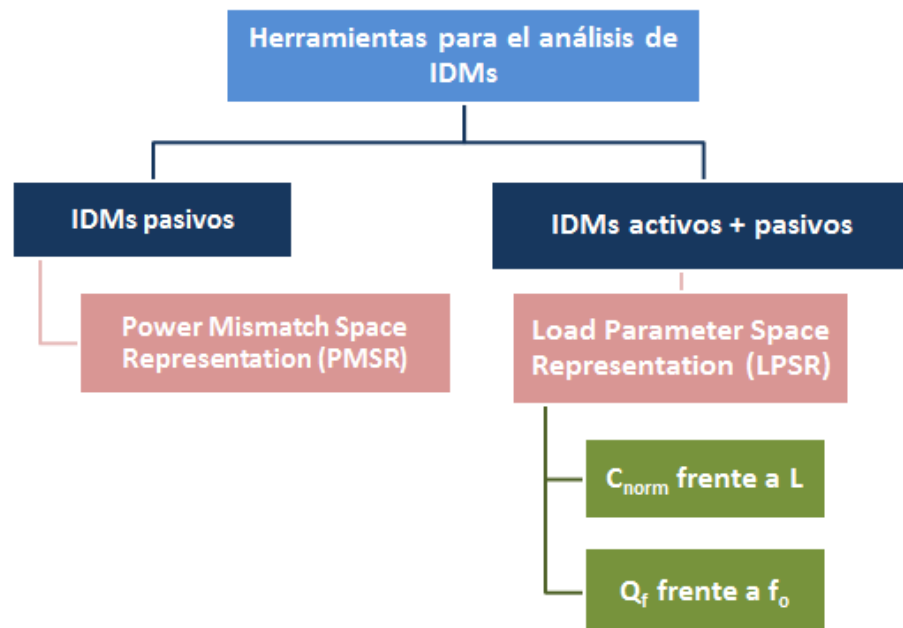 Herramientas para el análisis de
IDMs
IDMs pasivos
IDMs activos + pasivos
Power Mismatch Space
Representation (PMSR)
Load Parameter Space
Representation (LPSR)
Cnorm frente a L
Qf frente a fo